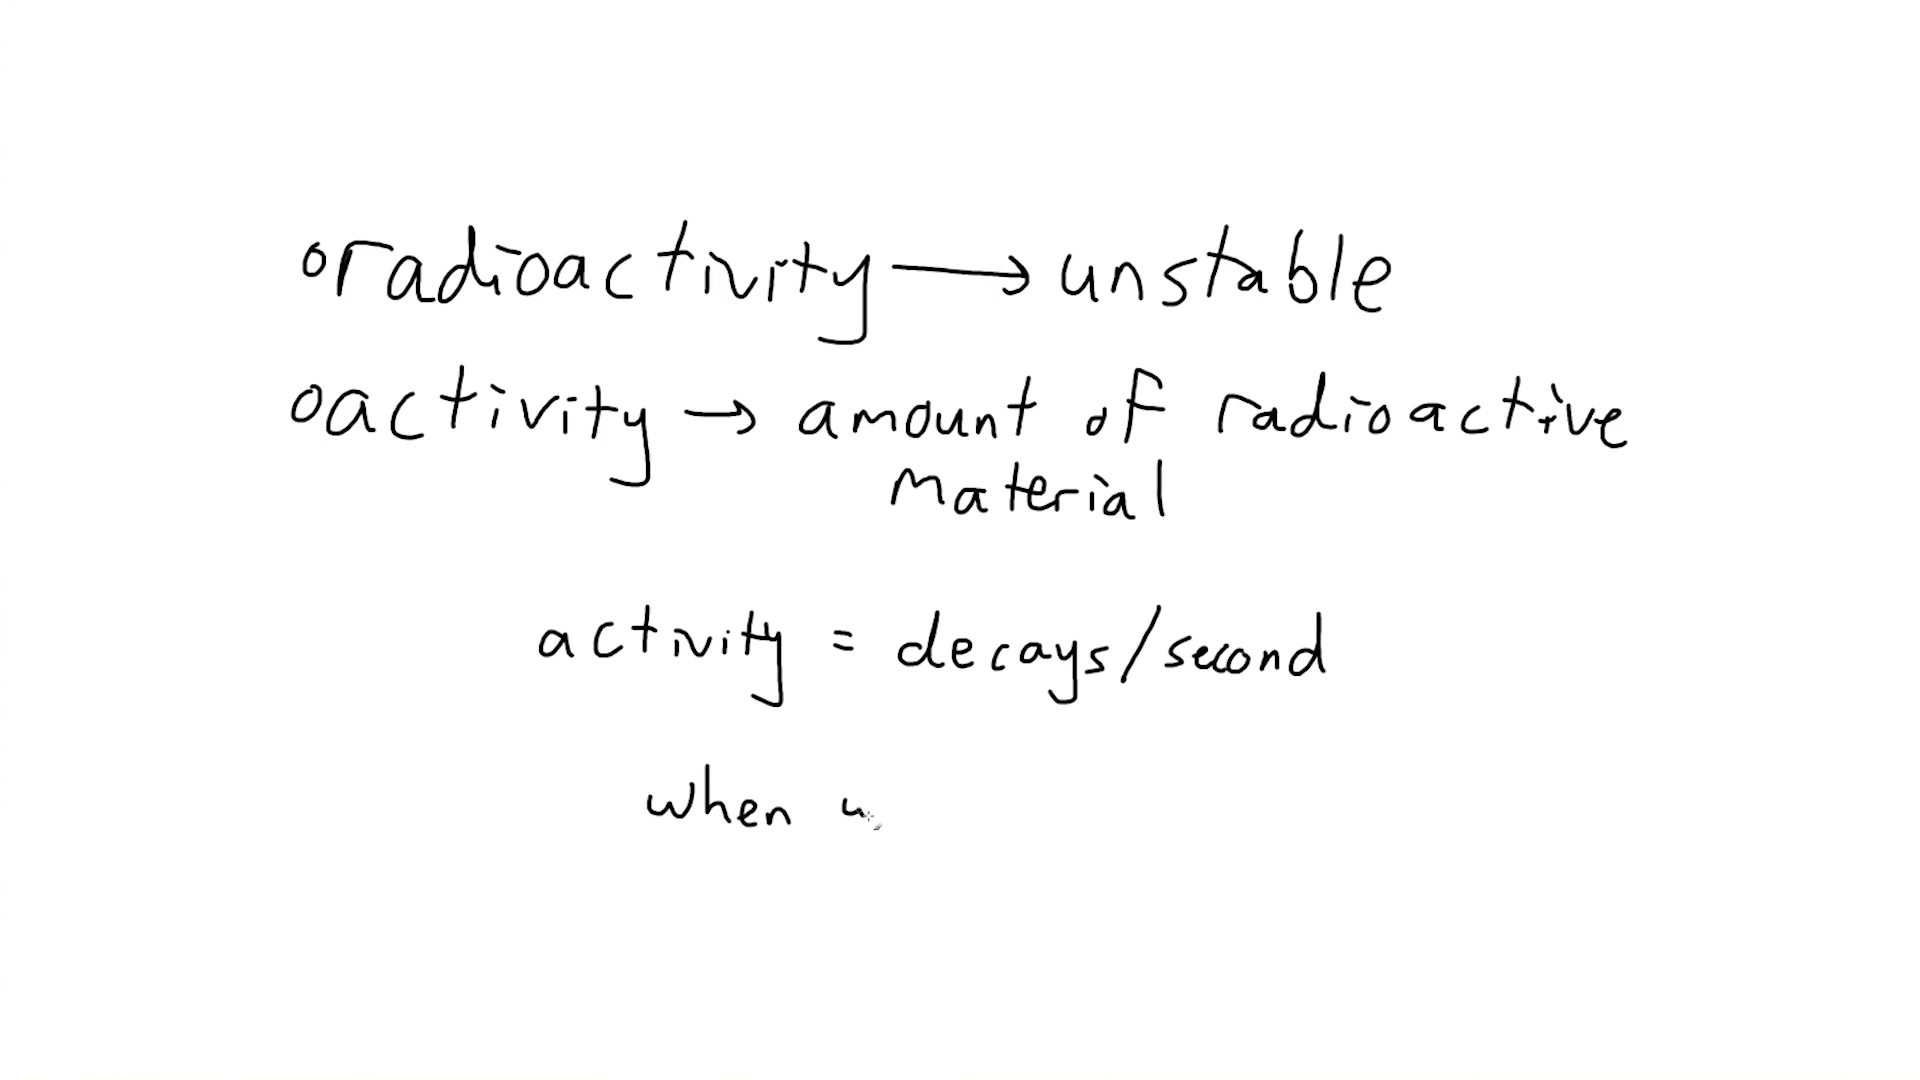 radioactivity → unstable
activity → amount of radioactive
material
activity = decays/second
when